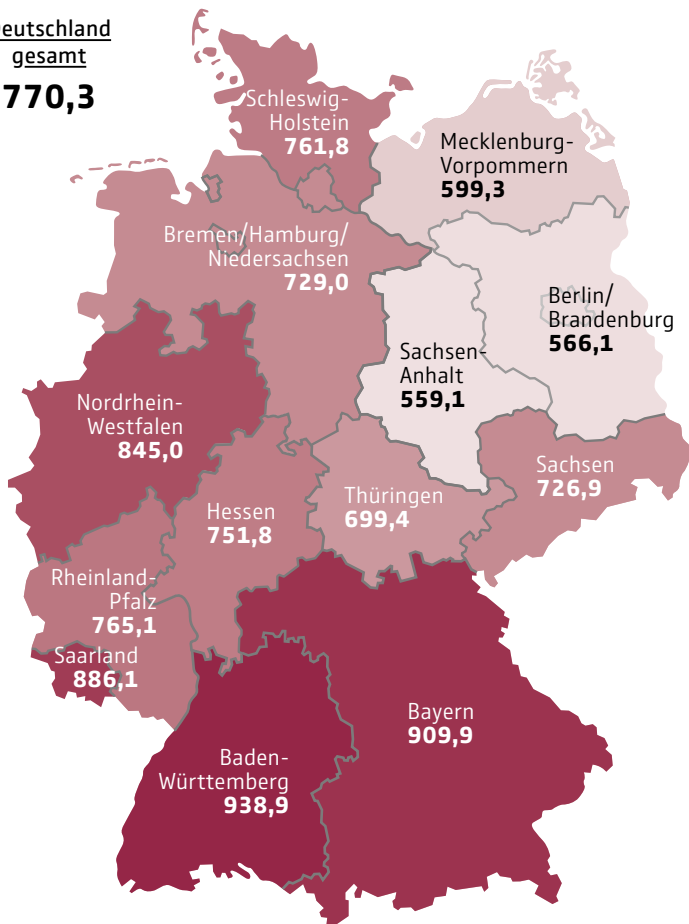 eutschland
gesamt
770,3
Schleswig-
Holstein
761,8
Mecklenburg-
Vorpommern
599,3
Bremen/Hamburg/
Niedersachsen
729,0
Berlin/
Brandenburg
566,1
Sachsen-
Anhalt
559,1
Nordrhein-
Westfalen
845,0
Sachsen
726,9
Thüringen
699,4
Hessen
751,8
Rheinland-
Pfalz
765,1
Saarland
886,1
Bayern
909,9
Baden-
Württemberg
938,9